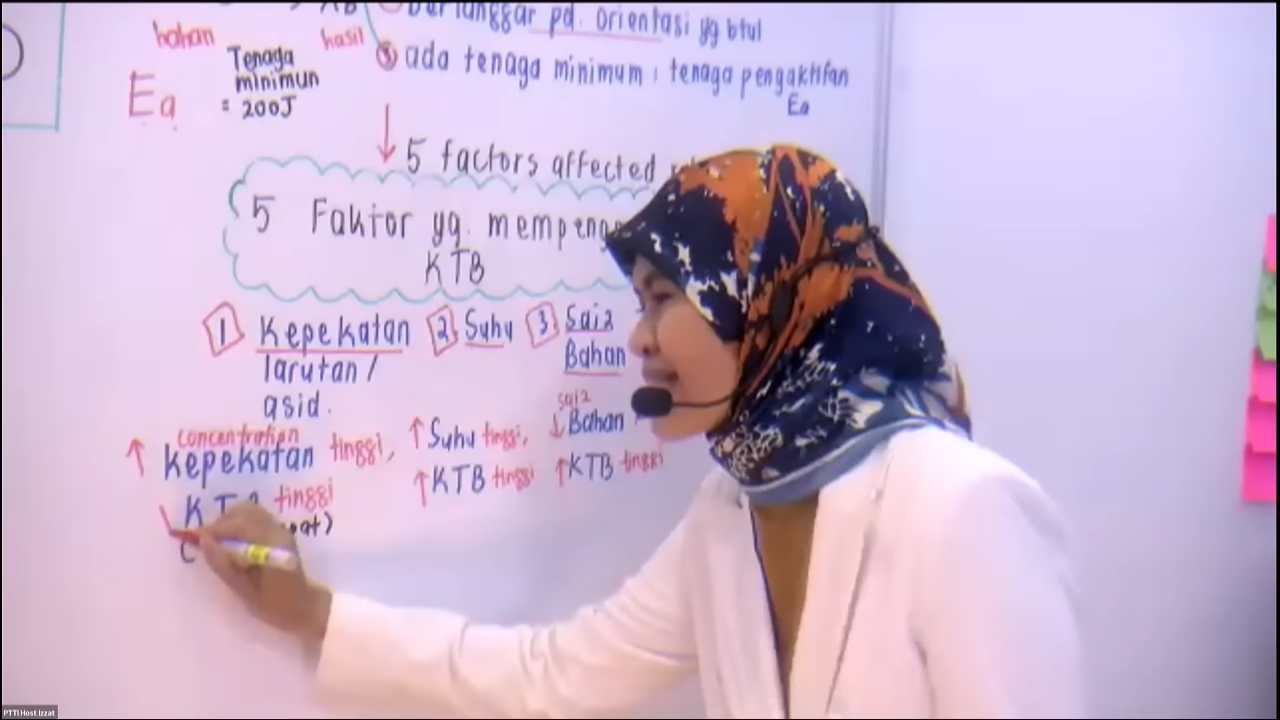 berlanggar pd. orientasi yg btul
bahan
hasil
③ ada tenaga minimum : tenaga pengaktifan
Ea
Ea
Tenaga
minimun
= 200J
5 factors affected
5 Faktor yg.
KTB
1 Kepekatan
larutan /
asid.
2 Suhu
3 Saiz
Bahan
concentration
↑ kepekatan tinggi,
tinggi
↑ Suhu tinggi,
↑ KTB tinggi
saiz
↓ Bahan
↑ KTB tinggi
PTTI Host Izzat